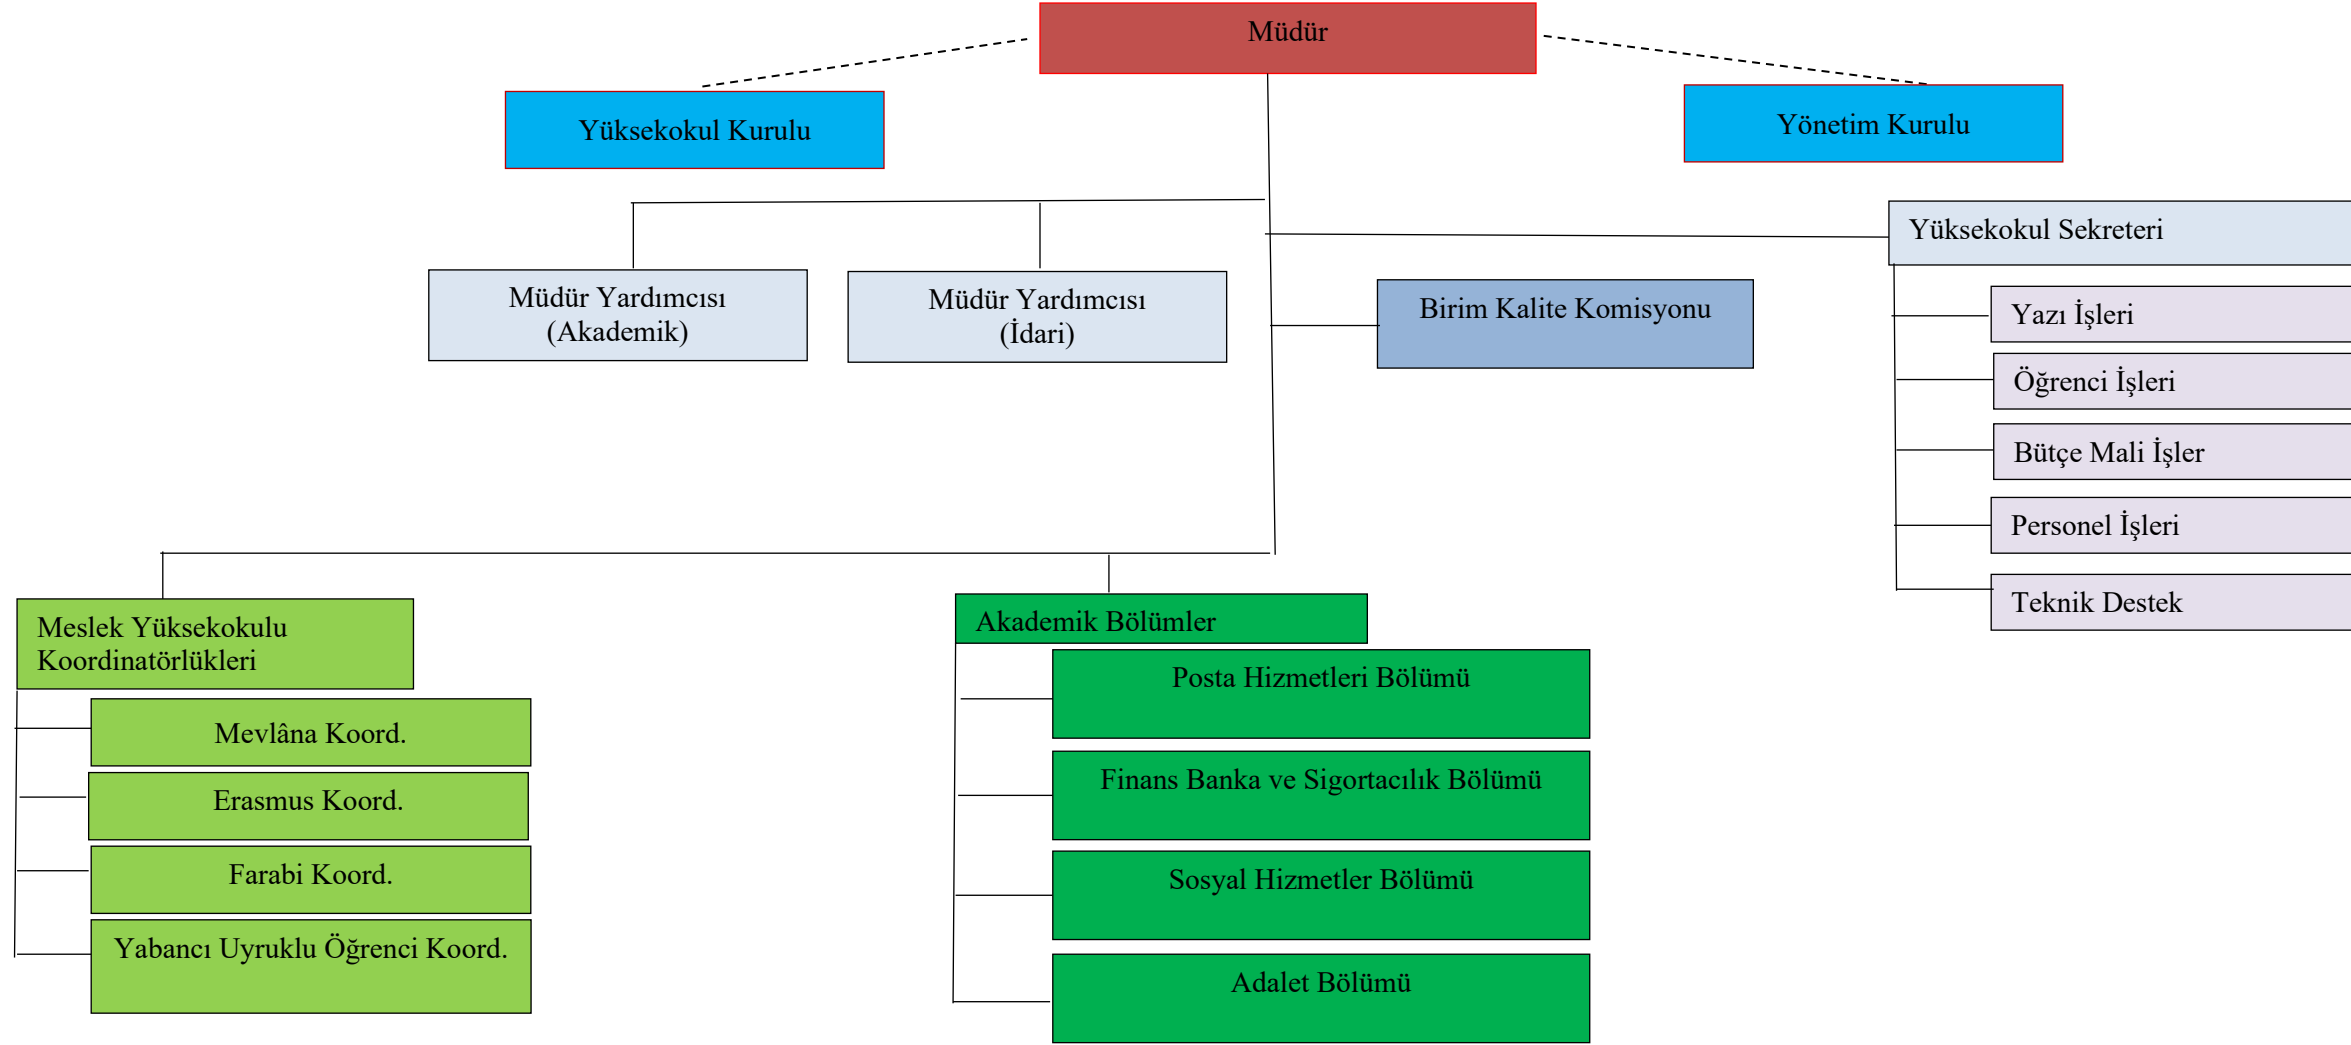 Müdür
Yüksekokul Kurulu
Yönetim Kurulu
Yüksekokul Sekreteri
Müdür Yardımcısı
(Akademik)
Müdür Yardımcısı
(İdari)
Birim Kalite Komisyonu
Yazı İşleri
Öğrenci İşleri
Bütçe Mali İşler
Personel İşleri
Teknik Destek
Meslek Yüksekokulu
Koordinatörlükleri
Mevlâna Koord.
Erasmus Koord.
Farabi Koord.
Yabancı Uyruklu Öğrenci Koord.
Akademik Bölümler
Posta Hizmetleri Bölümü
Finans Banka ve Sigortacılık Bölümü
Sosyal Hizmetler Bölümü
Adalet Bölümü